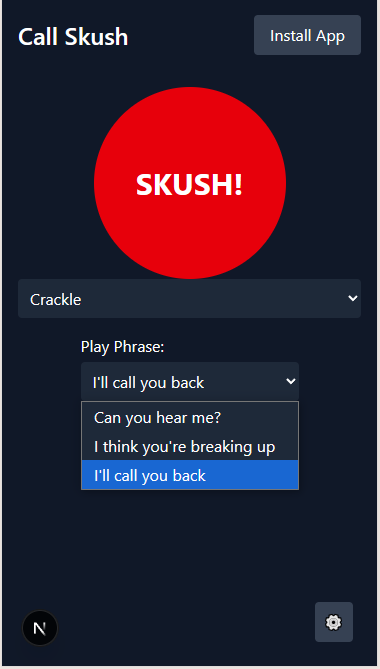 Call Skush
Install App
SKUSH!
Crackle
Play Phrase:
I'll call you back
Can you hear me?
I think you're breaking up
I'll call you back
N